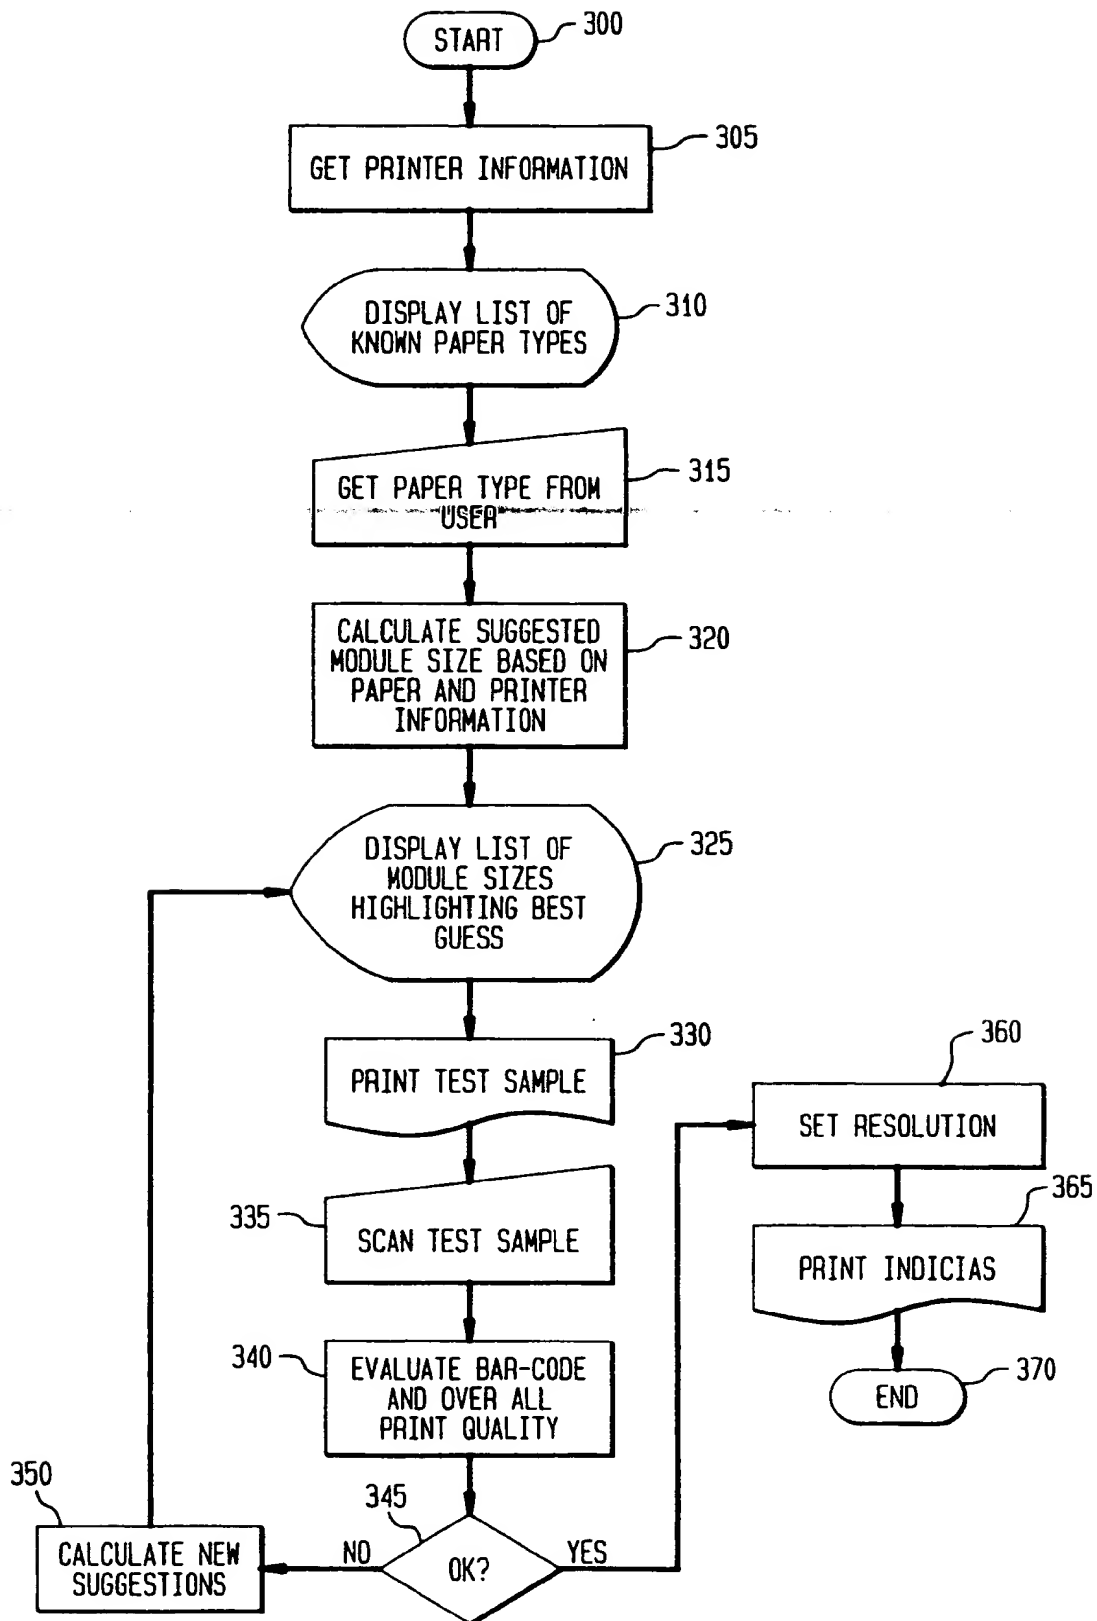 START
300
GET PRINTER INFORMATION
305
DISPLAY LIST OF
KNOWN PAPER TYPES
310
GET PAPER TYPE FROM
USER
315
CALCULATE SUGGESTED
MODULE SIZE BASED ON
PAPER AND PRINTER
INFORMATION
320
DISPLAY LIST OF
MODULE SIZES
HIGHLIGHTING BEST
GUESS
325
PRINT TEST SAMPLE
330
335
SCAN TEST SAMPLE
340
EVALUATE BAR-CODE
AND OVER ALL
PRINT QUALITY
345
OK?
NO
YES
350
CALCULATE NEW
SUGGESTIONS
360
SET RESOLUTION
365
PRINT INDICIAS
370
END